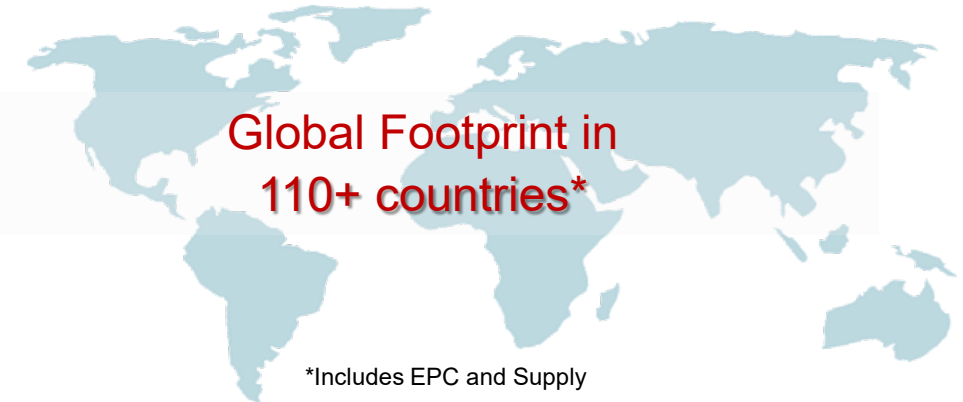 Global Footprint in
110+ countries*
*Includes EPC and Supply